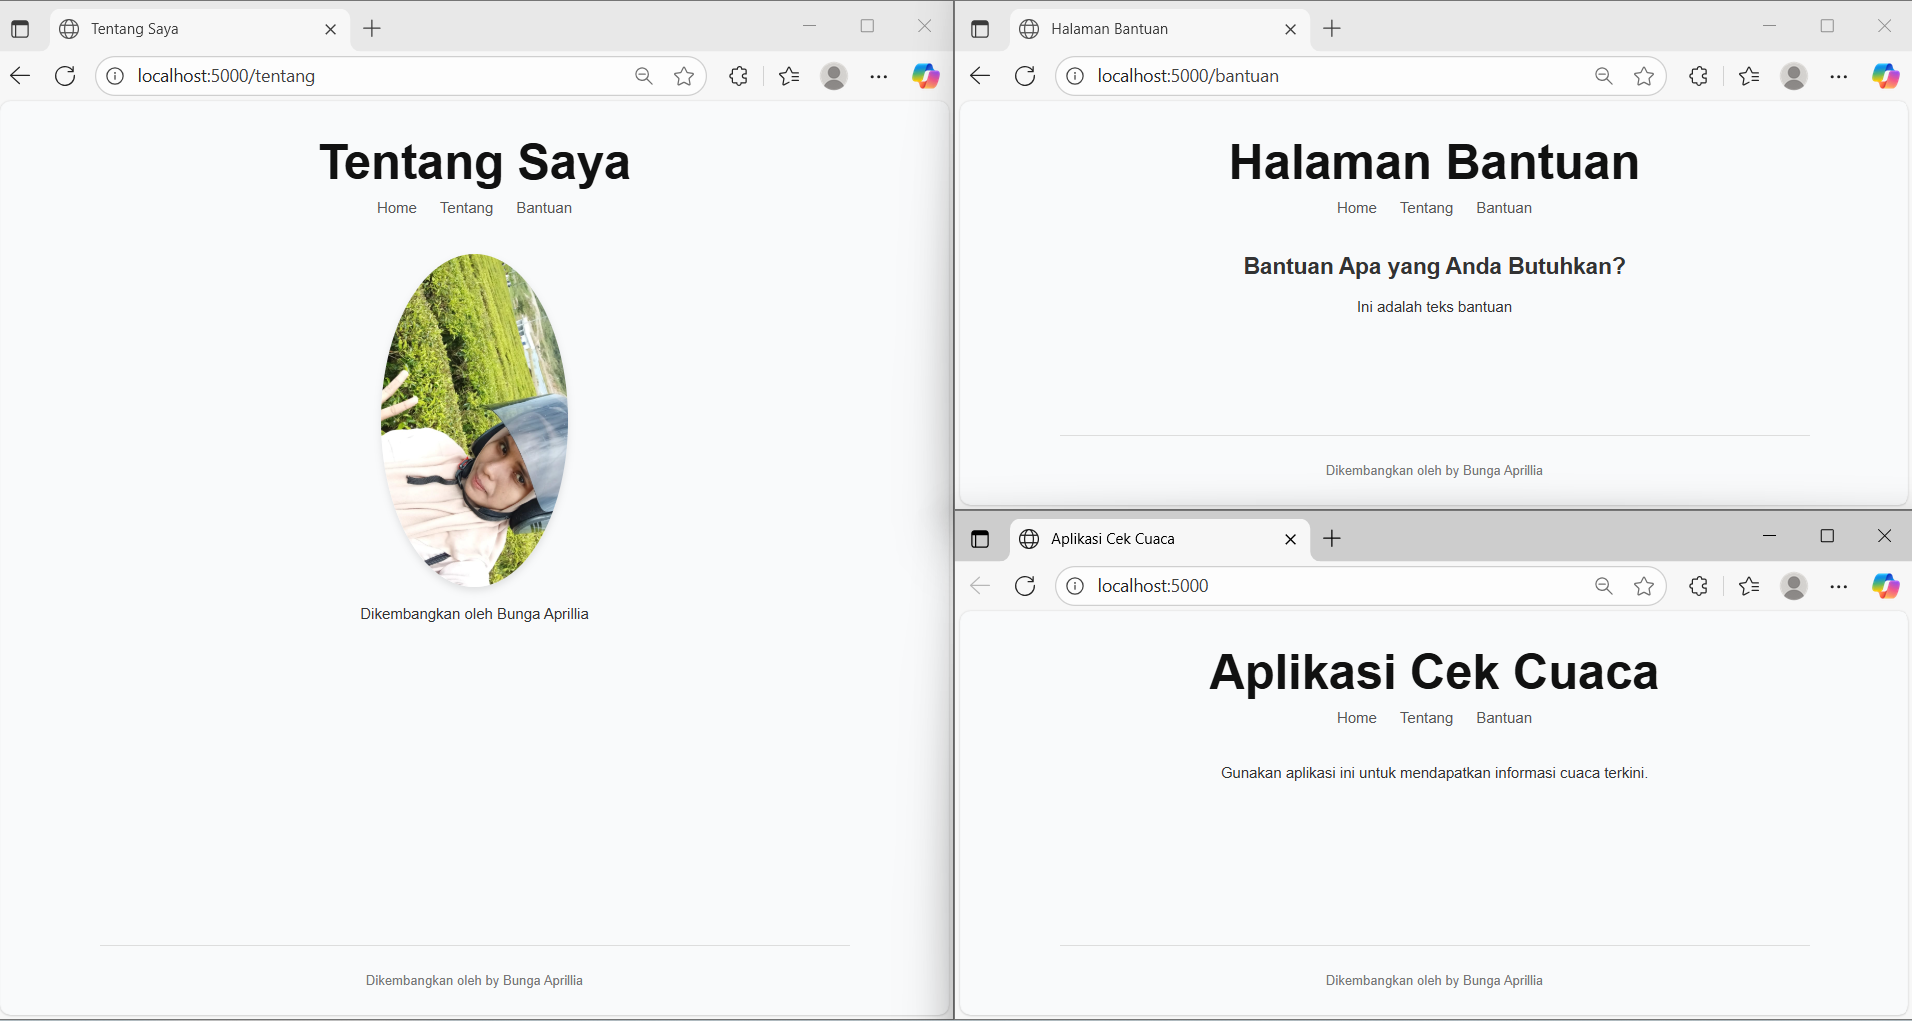 Tentang Saya
localhost:5000/tentang
Tentang Saya
Home Tentang Bantuan
Dikembangkan oleh Bunga Aprillia
Dikembangkan oleh by Bunga Aprillia
Halaman Bantuan
localhost:5000/bantuan
Halaman Bantuan
Home Tentang Bantuan
Bantuan Apa yang Anda Butuhkan?
Ini adalah teks bantuan
Dikembangkan oleh by Bunga Aprillia
Aplikasi Cek Cuaca
localhost:5000
Aplikasi Cek Cuaca
Home Tentang Bantuan
Gunakan aplikasi ini untuk mendapatkan informasi cuaca terkini.
Dikembangkan oleh by Bunga Aprillia